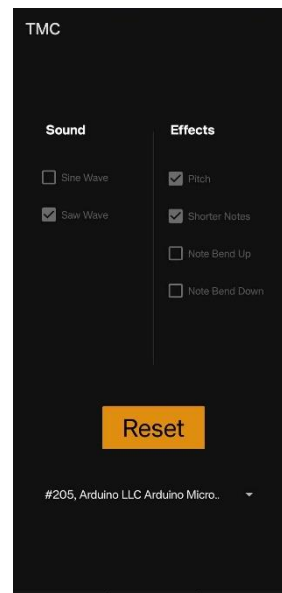 TMC
Sound
Sine Wave
Saw Wave
Effects
Pitch
Shorter Notes
Note Bend Up
Note Bend Down
Reset
#205, Arduino LLC Arduino Micro..